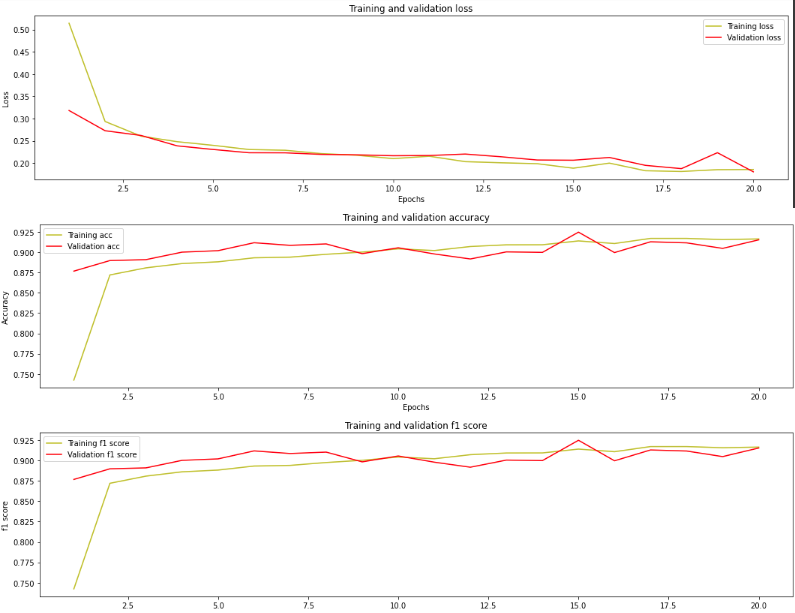 Training and validation loss
0.50
0.45
0.40
0.35
0.30
0.25
0.20
Loss
Training loss
Validation loss
2.5 5.0 7.5 10.0 12.5 15.0 17.5 20.0
Epochs
Training and validation accuracy
0.925
0.900
0.875
0.850
0.825
0.800
0.775
0.750
Accuracy
Training acc
Validation acc
2.5 5.0 7.5 10.0 12.5 15.0 17.5 20.0
Epochs
Training and validation f1 score
0.925
0.900
0.875
0.850
0.825
0.800
0.775
0.750
f1 score
Training f1 score
Validation f1 score
2.5 5.0 7.5 10.0 12.5 15.0 17.5 20.0